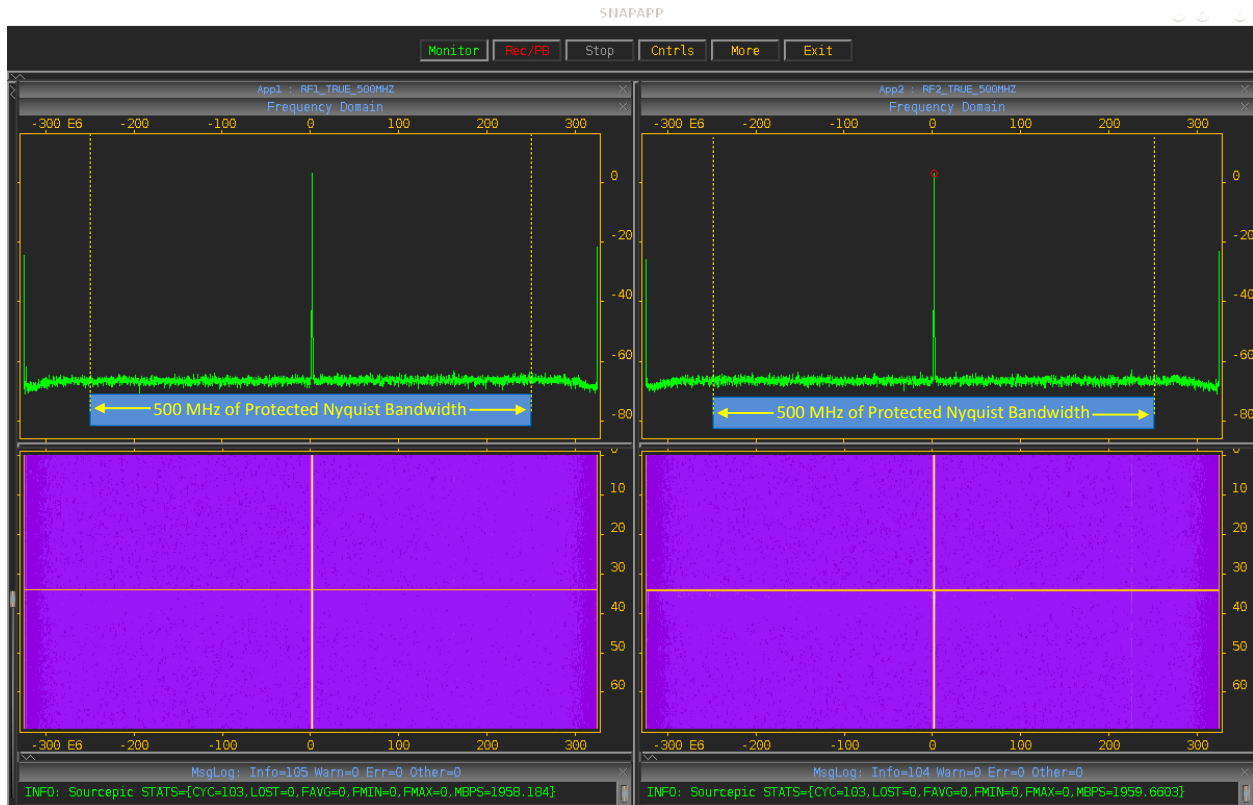 SNAPAPP
Monitor Rec/PB Stop Cntrls More Exit
App1 : RF1_TRUE_500MHZ
Frequency Domain
-300 E6 -200 -100 0 100 200 300
0
-20
-40
-60
-80
500 MHz of Protected Nyquist Bandwidth
0
10
20
30
40
50
60
-300 E6 -200 -100 0 100 200 300
MsgLog: Info=105 Warn=0 Err=0 Other=0
INFO: Sourcepic STATS={CYC=103,LOST=0,FAVG=0,FMIN=0,FMAX=0,MBPS=1958.184}
App2 : RF2_TRUE_500MHZ
Frequency Domain
-300 E6 -200 -100 0 100 200 300
0
-20
-40
-60
-80
500 MHz of Protected Nyquist Bandwidth
0
10
20
30
40
50
60
-300 E6 -200 -100 0 100 200 300
MsgLog: Info=104 Warn=0 Err=0 Other=0
INFO: Sourcepic STATS={CYC=103,LOST=0,FAVG=0,FMIN=0,FMAX=0,MBPS=1959.6603}